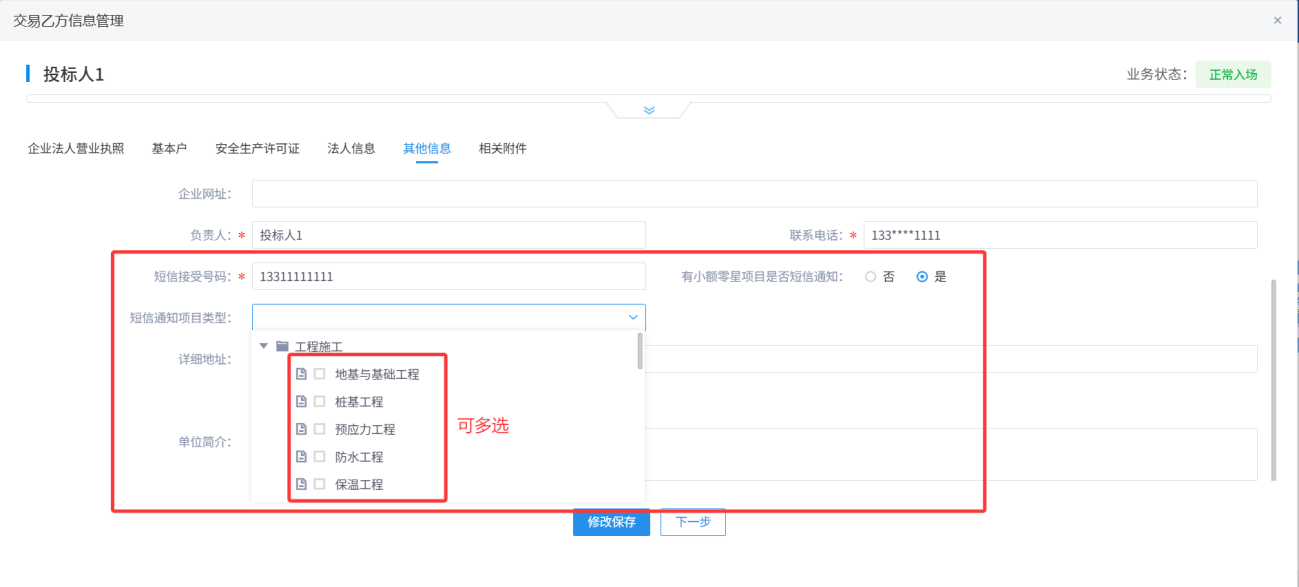 交易乙方信息管理 ×
投标人1 业务状态： 正常入场
企业法人营业执照 基本户 安全生产许可证 法人信息 其他信息 相关附件
企业网址：
负责人：* 投标人1 联系电话：* 133****1111
短信接受号码：* 13311111111 有小额零星项目是否短信通知： 否 是
短信通知项目类型：
工程施工
详细地址：
地基与基础工程
桩基工程
预应力工程 可多选
单位简介：
防水工程
保温工程
修改保存 下一步